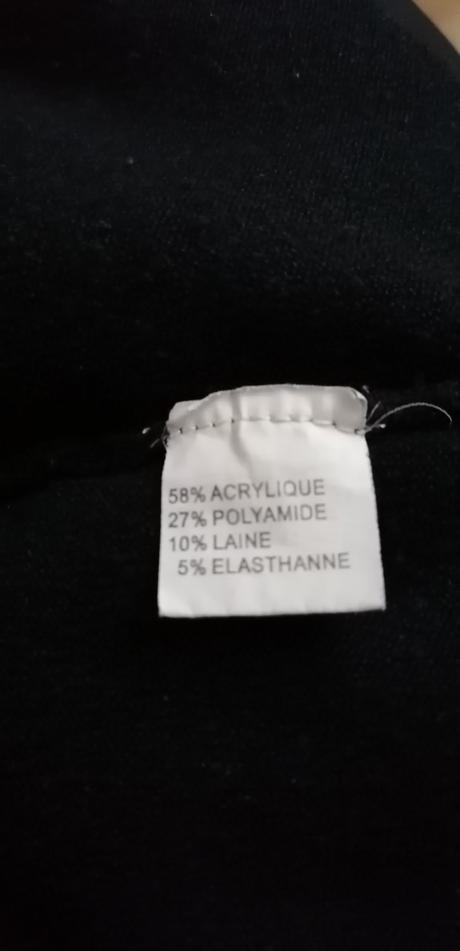 58% ACRYLIQUE
27% POLYAMIDE
10% LAINE
5% ELASTHANNE